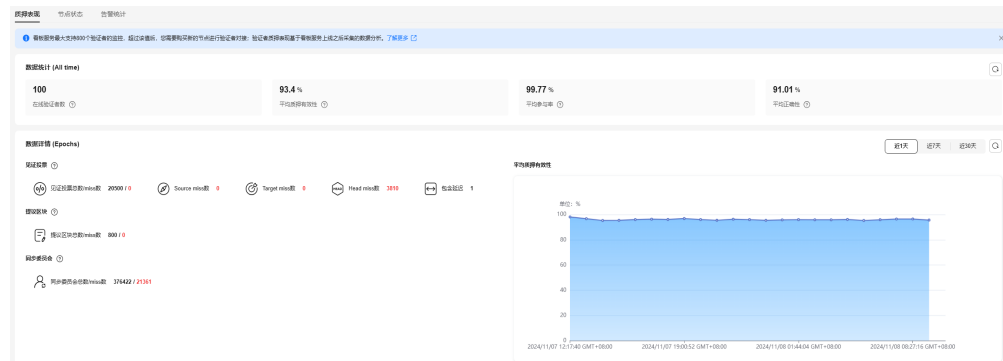 质押表现 节点状态 告警统计
看板服务最大支持800个验证者的监控，超过该值后，您需要购买新的节点进行验证者对接；验证者质押表现基于看板服务上线之后采集的数据分析。了解更多
数据统计 (All time)
100 93.4 % 99.77 % 91.01 %
在线验证者数 平均质押有效性 平均参与率 平均正确性
数据详情 (Epochs) 近1天 近7天 近30天
见证投票 平均质押有效性
见证投票总数/miss数 20500 / 0 Source miss数 0 Target miss数 0 Head miss数 3810 包含延迟 1
提议区块
提议区块总数/miss数 800 / 0
同步委员会
同步委员会总数/miss数 376422 / 21361
单位：%
100
80
60
40
20
0
2024/11/07 12:17:40 GMT+08:00 2024/11/07 19:00:52 GMT+08:00 2024/11/08 01:44:04 GMT+08:00 2024/11/08 08:27:16 GMT+08:00